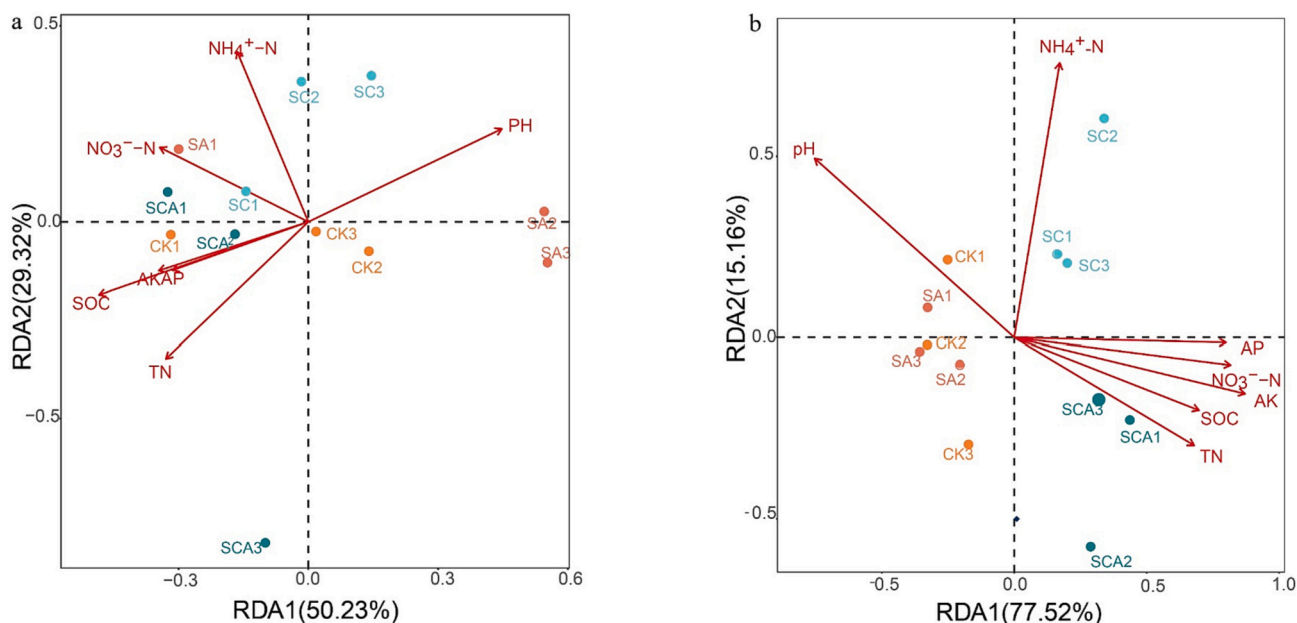 a
0.5
0.0
−0.5
−0.3
0.0
0.3
0.6
RDA2(29.32%)
RDA1(50.23%)
NH4+−N
SC2
SC3
PH
NO3−−N
SA1
SCA1
SC1
CK1
SCA2
CK3
CK2
SA2
SA3
AKAP
SOC
TN
SCA3
b
0.5
0.0
-0.5
-0.5
0.0
0.5
1.0
RDA2(15.16%)
RDA1(77.52%)
NH4+-N
SC2
pH
SC1
SC3
CK1
SA1
CK2
SA3
SA2
CK3
AP
NO3−−N
AK
SCA3
SOC
SCA1
TN
SCA2